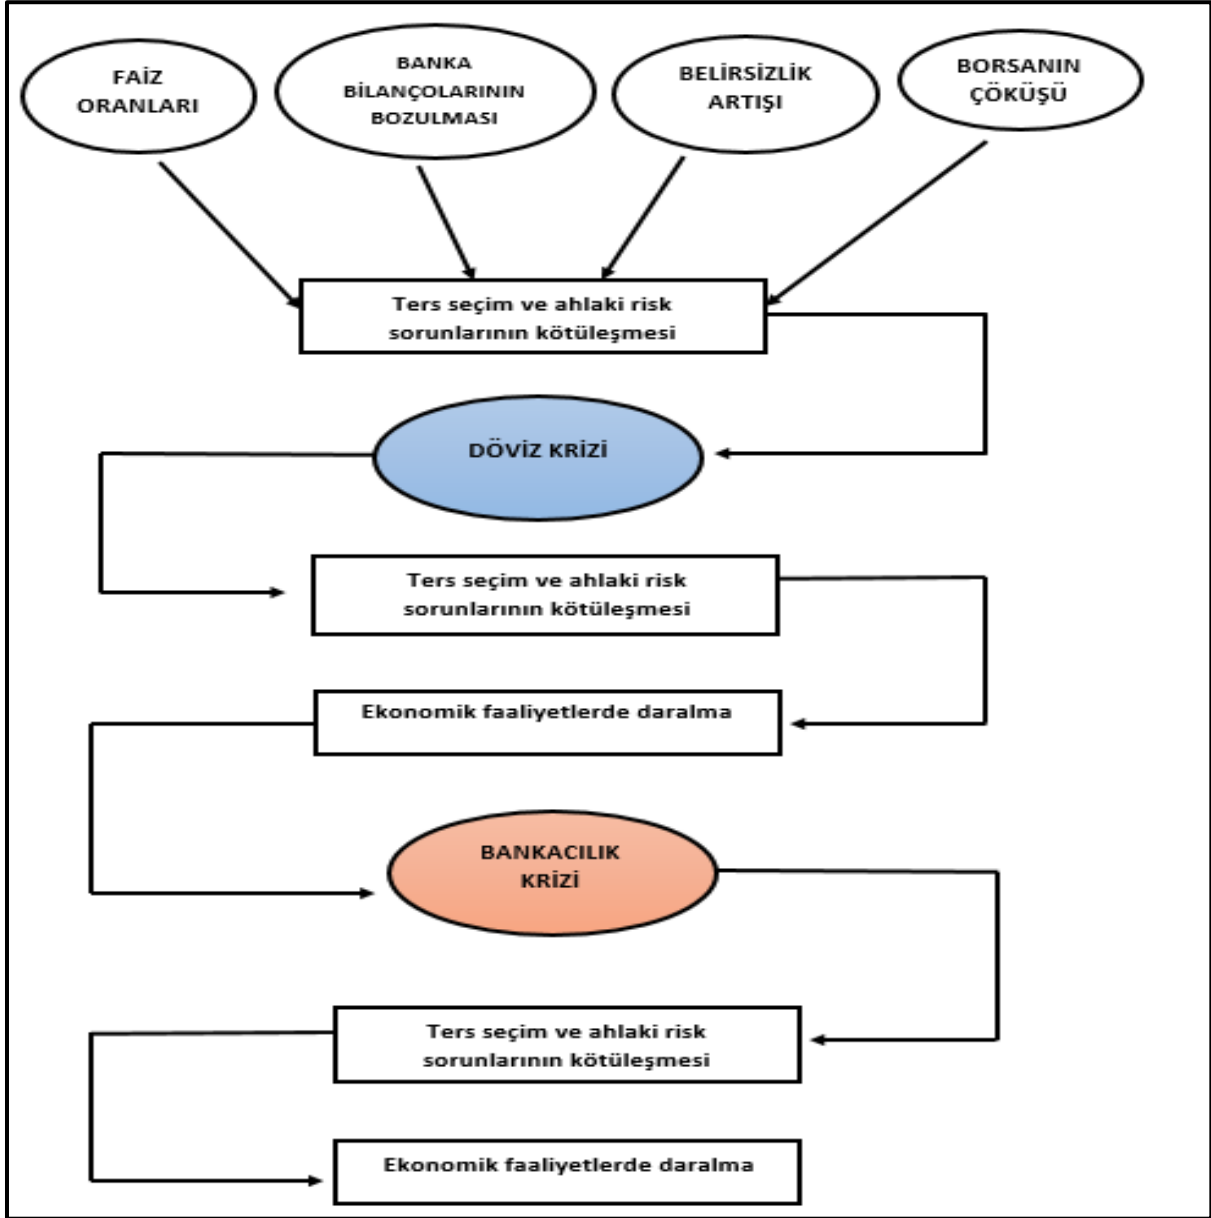 FAİZ
ORANLARI
BANKA
BİLANÇOLARININ
BOZULMASI
BELİRSİZLİK
ARTIŞI
BORSANIN
ÇÖKÜŞÜ
Ters seçim ve ahlaki risk
sorunlarının kötüleşmesi
DÖVİZ KRİZİ
Ters seçim ve ahlaki risk
sorunlarının kötüleşmesi
Ekonomik faaliyetlerde daralma
BANKACILIK
KRİZİ
Ters seçim ve ahlaki risk
sorunlarının kötüleşmesi
Ekonomik faaliyetlerde daralma